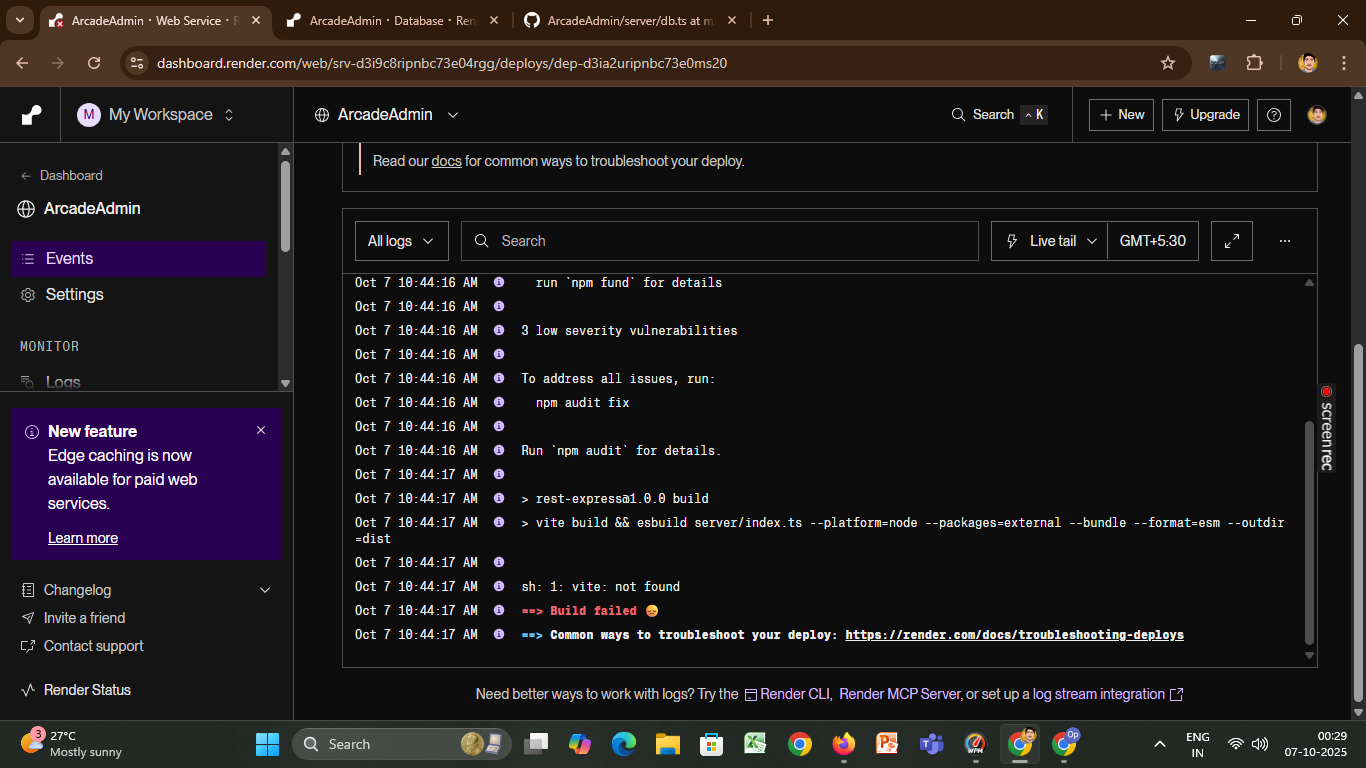 ArcadeAdmin · Web Service · R
ArcadeAdmin · Database · Ren
ArcadeAdmin/server/db.ts at m
dashboard.render.com/web/srv-d3i9c8ripnbc73e04rgg/deploys/dep-d3ia2uripnbc73e0ms20
M My Workspace
ArcadeAdmin
Search K
+ New
Upgrade
Read our docs for common ways to troubleshoot your deploy.
← Dashboard
ArcadeAdmin
Events
Settings
MONITOR
Logs
New feature
Edge caching is now
available for paid web
services.
Learn more
Changelog
Invite a friend
Contact support
Render Status
All logs
Search
Live tail
GMT+5:30
Oct 7 10:44:16 AM run `npm fund` for details
Oct 7 10:44:16 AM
Oct 7 10:44:16 AM 3 low severity vulnerabilities
Oct 7 10:44:16 AM
Oct 7 10:44:16 AM To address all issues, run:
Oct 7 10:44:16 AM npm audit fix
Oct 7 10:44:16 AM
Oct 7 10:44:16 AM Run `npm audit` for details.
Oct 7 10:44:17 AM
Oct 7 10:44:17 AM > rest-express@1.0.0 build
Oct 7 10:44:17 AM > vite build && esbuild server/index.ts --platform=node --packages=external --bundle --format=esm --outdir
=dist
Oct 7 10:44:17 AM
Oct 7 10:44:17 AM sh: 1: vite: not found
Oct 7 10:44:17 AM ==> Build failed 😞
Oct 7 10:44:17 AM ==> Common ways to troubleshoot your deploy: https://render.com/docs/troubleshooting-deploys
Need better ways to work with logs? Try the Render CLI, Render MCP Server, or set up a log stream integration
screenrec
3
27°C
Mostly sunny
Search
Op
ENG
IN
00:29
07-10-2025